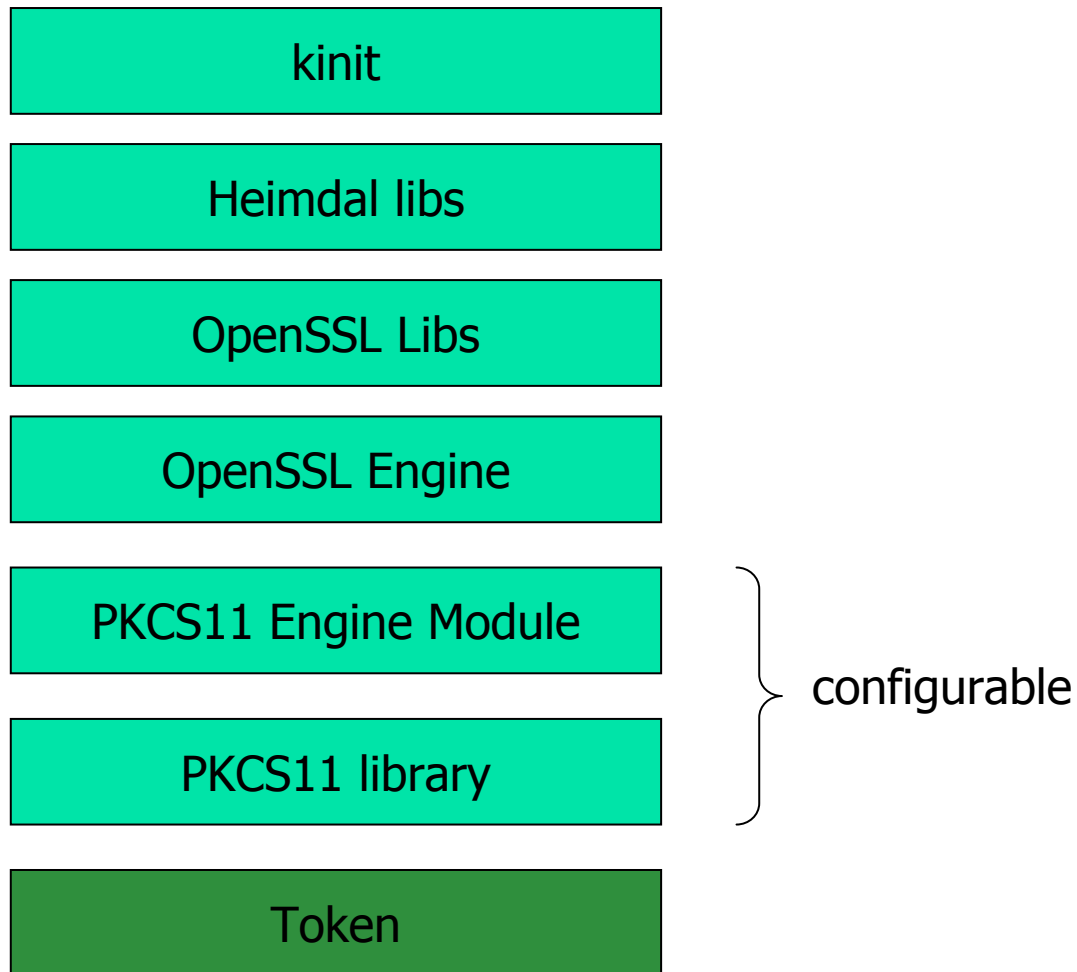 kinit
Heimdal libs
OpenSSL Libs
OpenSSL Engine
PKCS11 Engine Module
configurable
PKCS11 library
Token